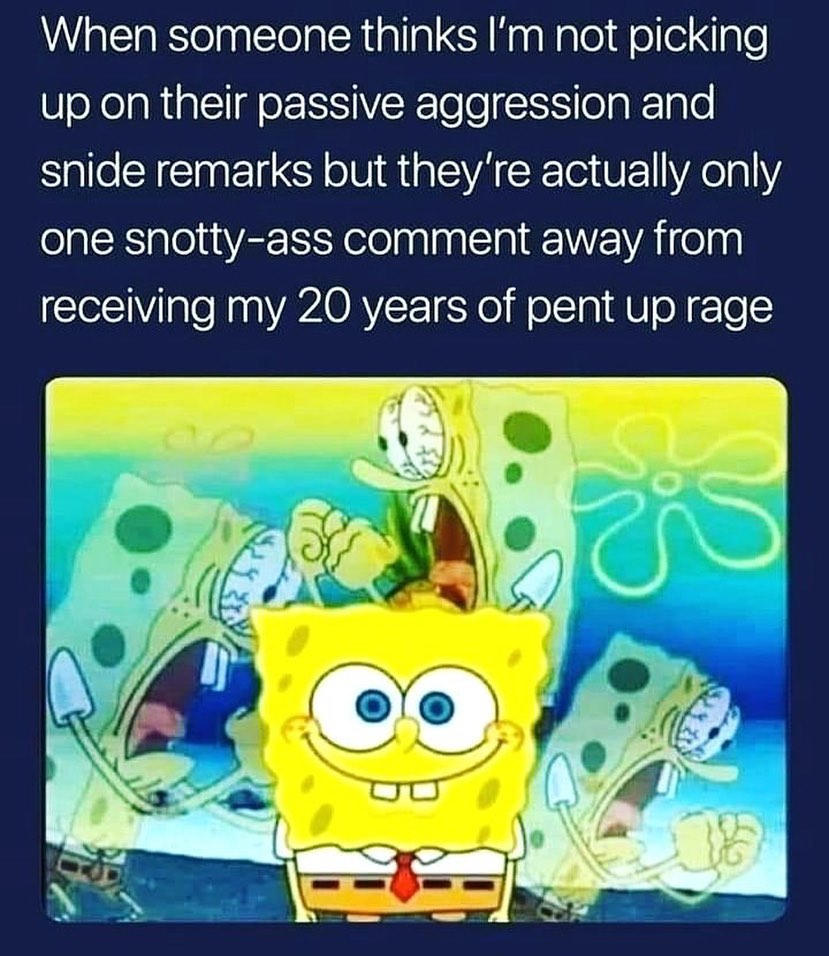 When someone thinks I'm not picking
up on their passive aggression and
snide remarks but they're actually only
one snotty-ass comment away from
receiving my 20 years of pent up rage